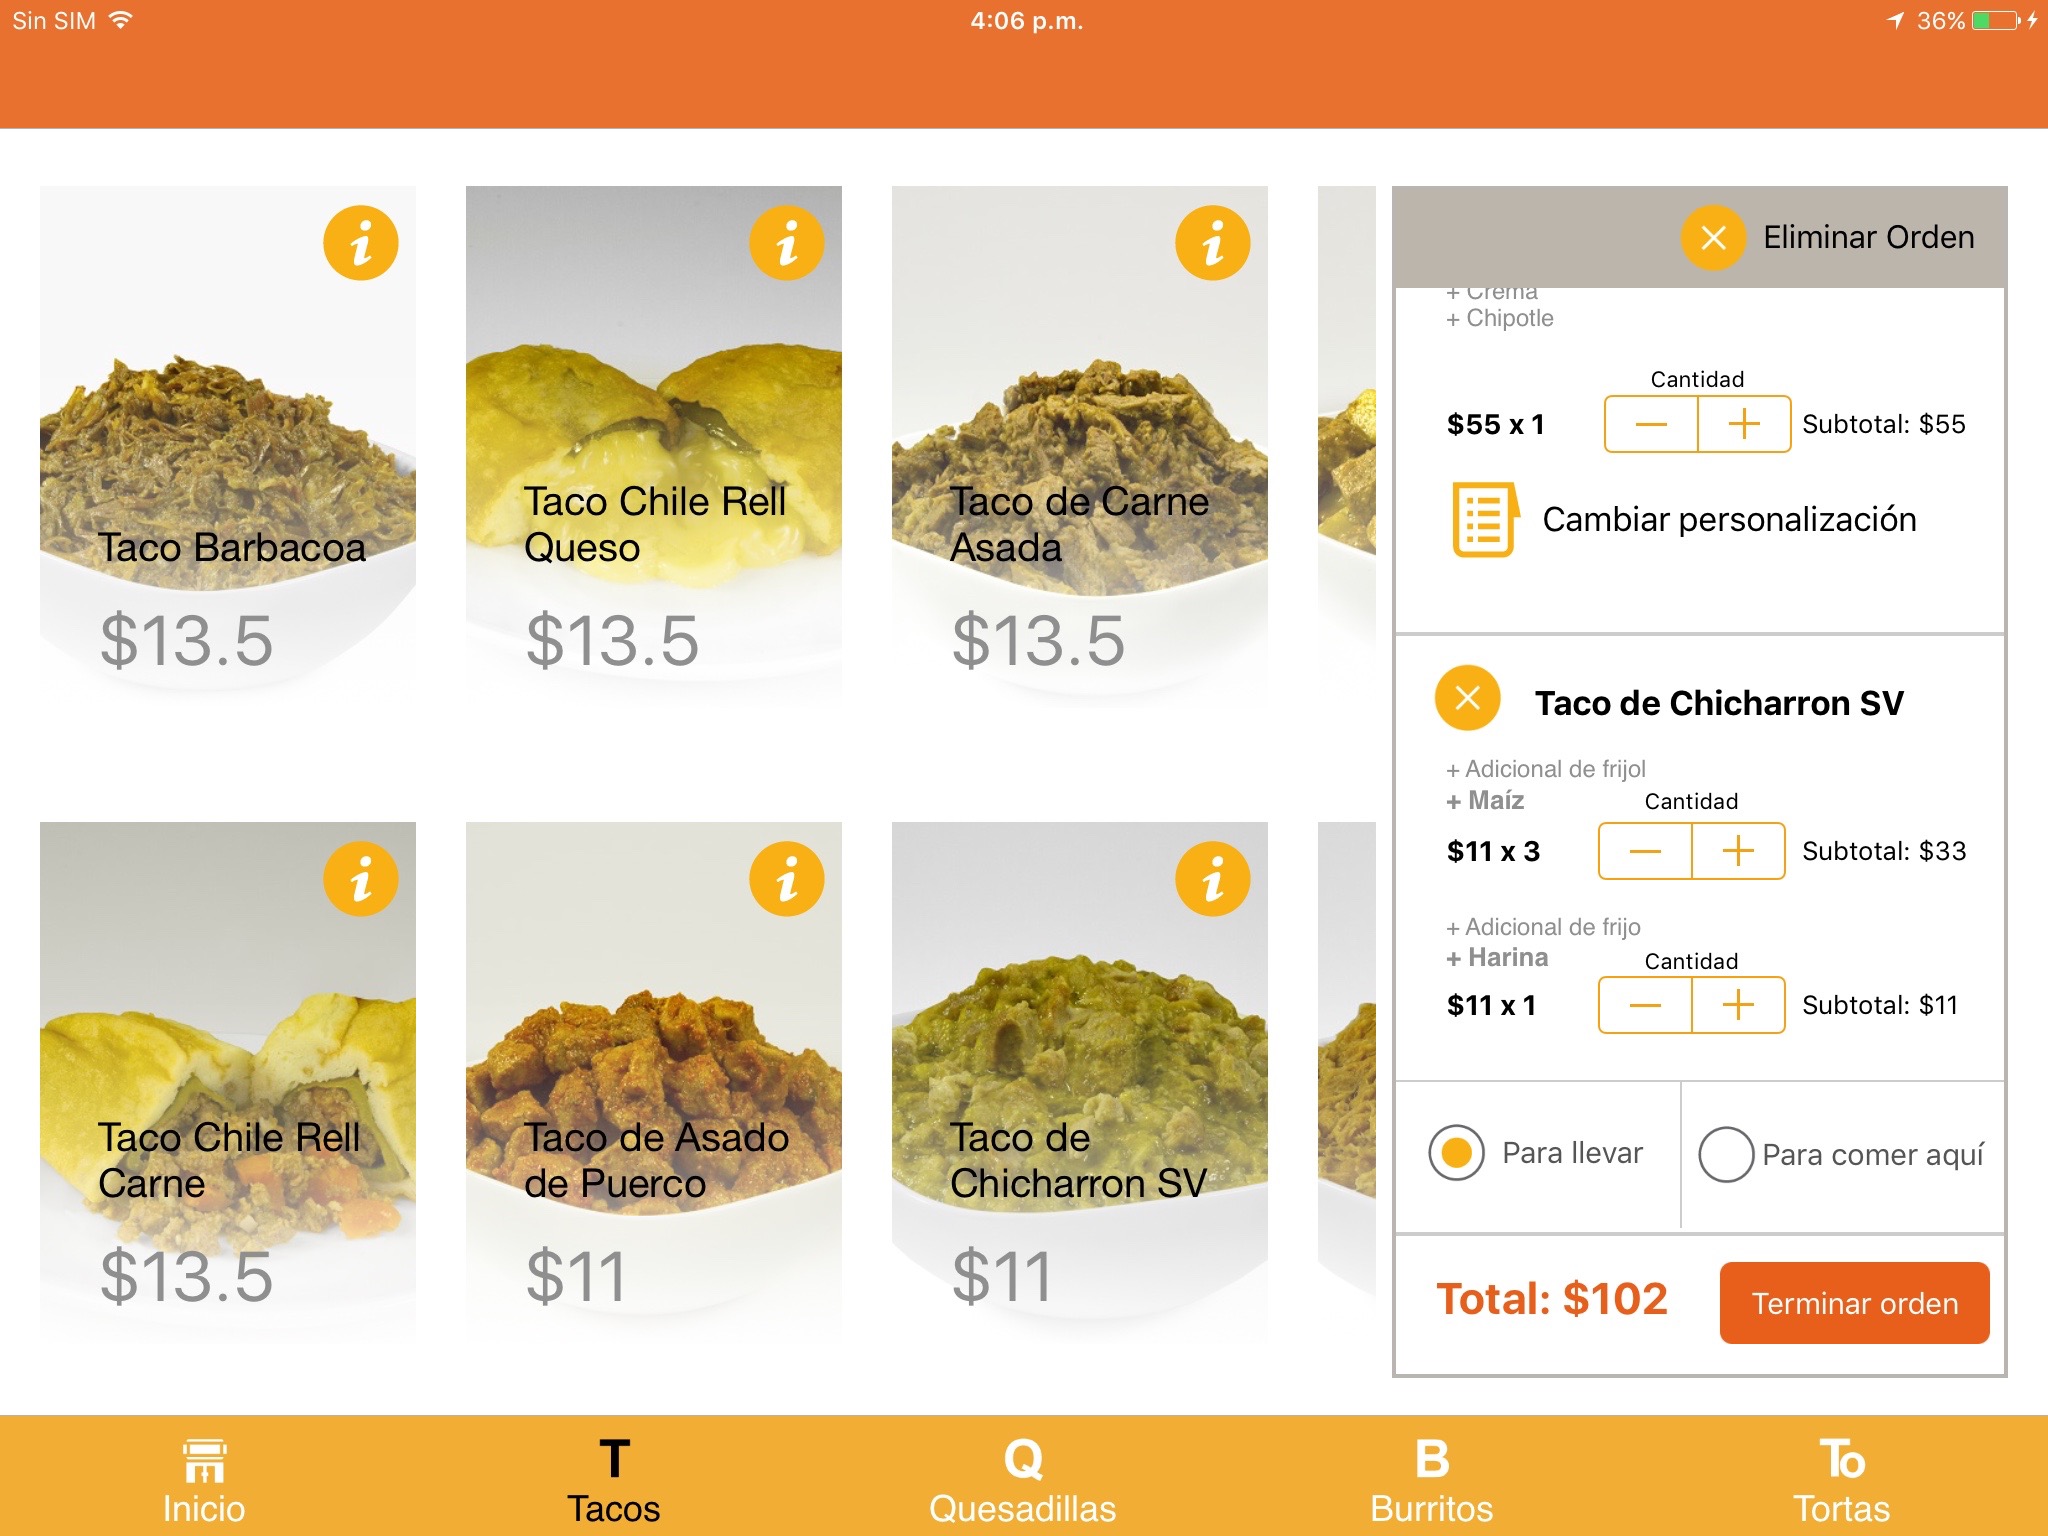 Sin SIM
4:06 p.m.
36%
Taco Barbacoa
$13.5
Taco Chile Rell
Queso
$13.5
Taco de Carne
Asada
$13.5
Taco Chile Rell
Carne
$13.5
Taco de Asado
de Puerco
$11
Taco de
Chicharron SV
$11
Eliminar Orden
+ Crema
+ Chipotle
Cantidad
$55 x 1
Subtotal: $55
Cambiar personalización
Taco de Chicharron SV
+ Adicional de frijol
+ Maíz
Cantidad
$11 x 3
Subtotal: $33
+ Adicional de frijo
+ Harina
Cantidad
$11 x 1
Subtotal: $11
Para llevar
Para comer aquí
Total: $102
Terminar orden
Inicio
T
Tacos
Q
Quesadillas
B
Burritos
To
Tortas